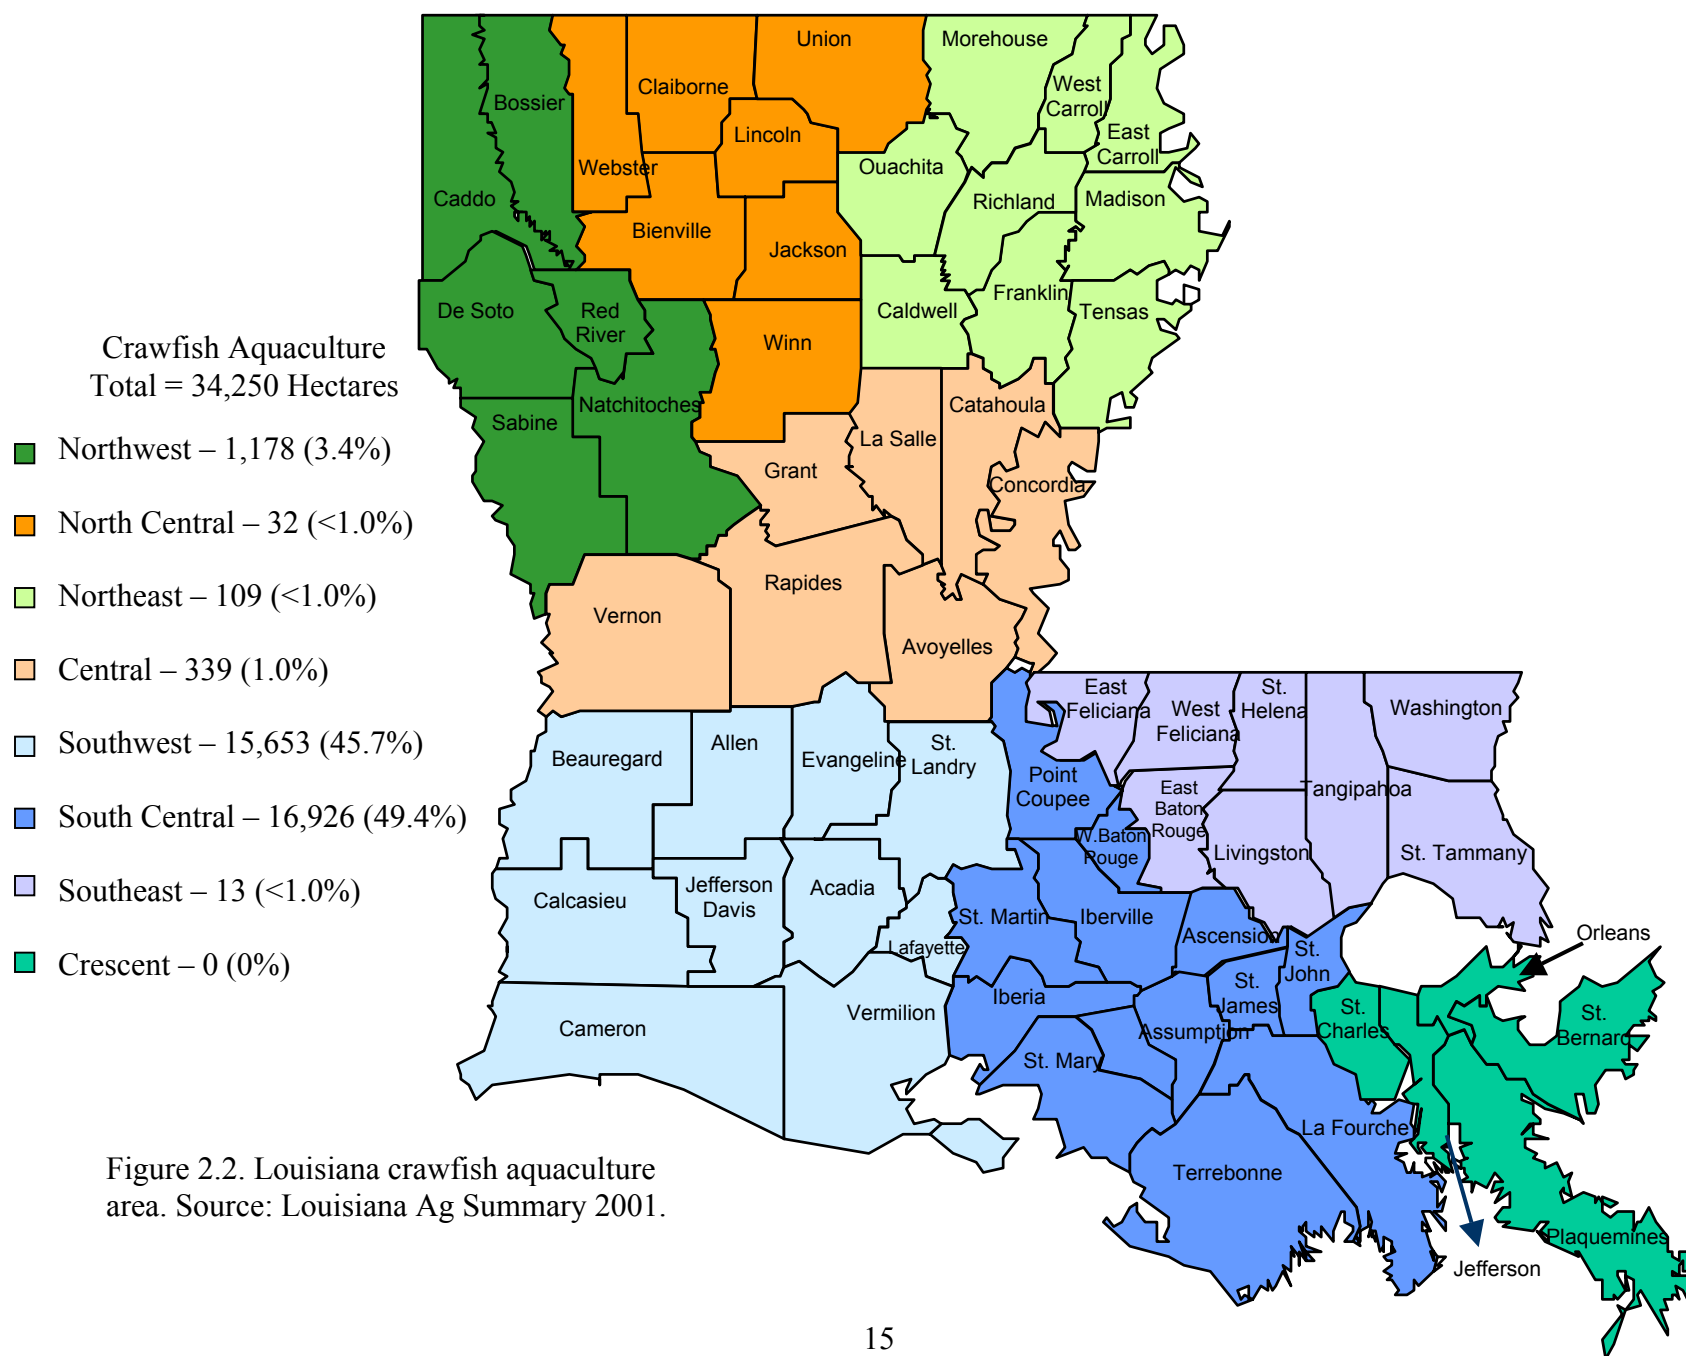 Union
Morehouse
Claiborne
West
Carroll
Bossier
Lincoln
East
Carroll
Webster
Ouachita
Caddo
Richland
Madison
Bienville
Jackson
De Soto
Red
River
Caldwell
Franklin
Tensas
Winn
Crawfish Aquaculture
Total = 34,250 Hectares
Natchitoches
Catahoula
Sabine
La Salle
Northwest – 1,178 (3.4%)
Grant
Concordia
North Central – 32 (<1.0%)
Rapides
Northeast – 109 (<1.0%)
Vernon
Avoyelles
Central – 339 (1.0%)
East
Feliciana
West
Feliciana
St.
Helena
Washington
Southwest – 15,653 (45.7%)
Beauregard
Allen
Evangeline
St.
Landry
Point
Coupee
East
Baton
Rouge
Tangipahoa
South Central – 16,926 (49.4%)
W.Baton
Rouge
Livingston
St. Tammany
Southeast – 13 (<1.0%)
Calcasieu
Jefferson
Davis
Acadia
Lafayette
St. Martin
Iberville
Ascension
St.
John
Orleans
Crescent – 0 (0%)
Cameron
Vermilion
Iberia
St.
James
Assumption
St.
Charles
St.
Bernard
St. Mary
La Fourche
Terrebonne
Figure 2.2. Louisiana crawfish aquaculture
area. Source: Louisiana Ag Summary 2001.
Plaquemines
Jefferson
15